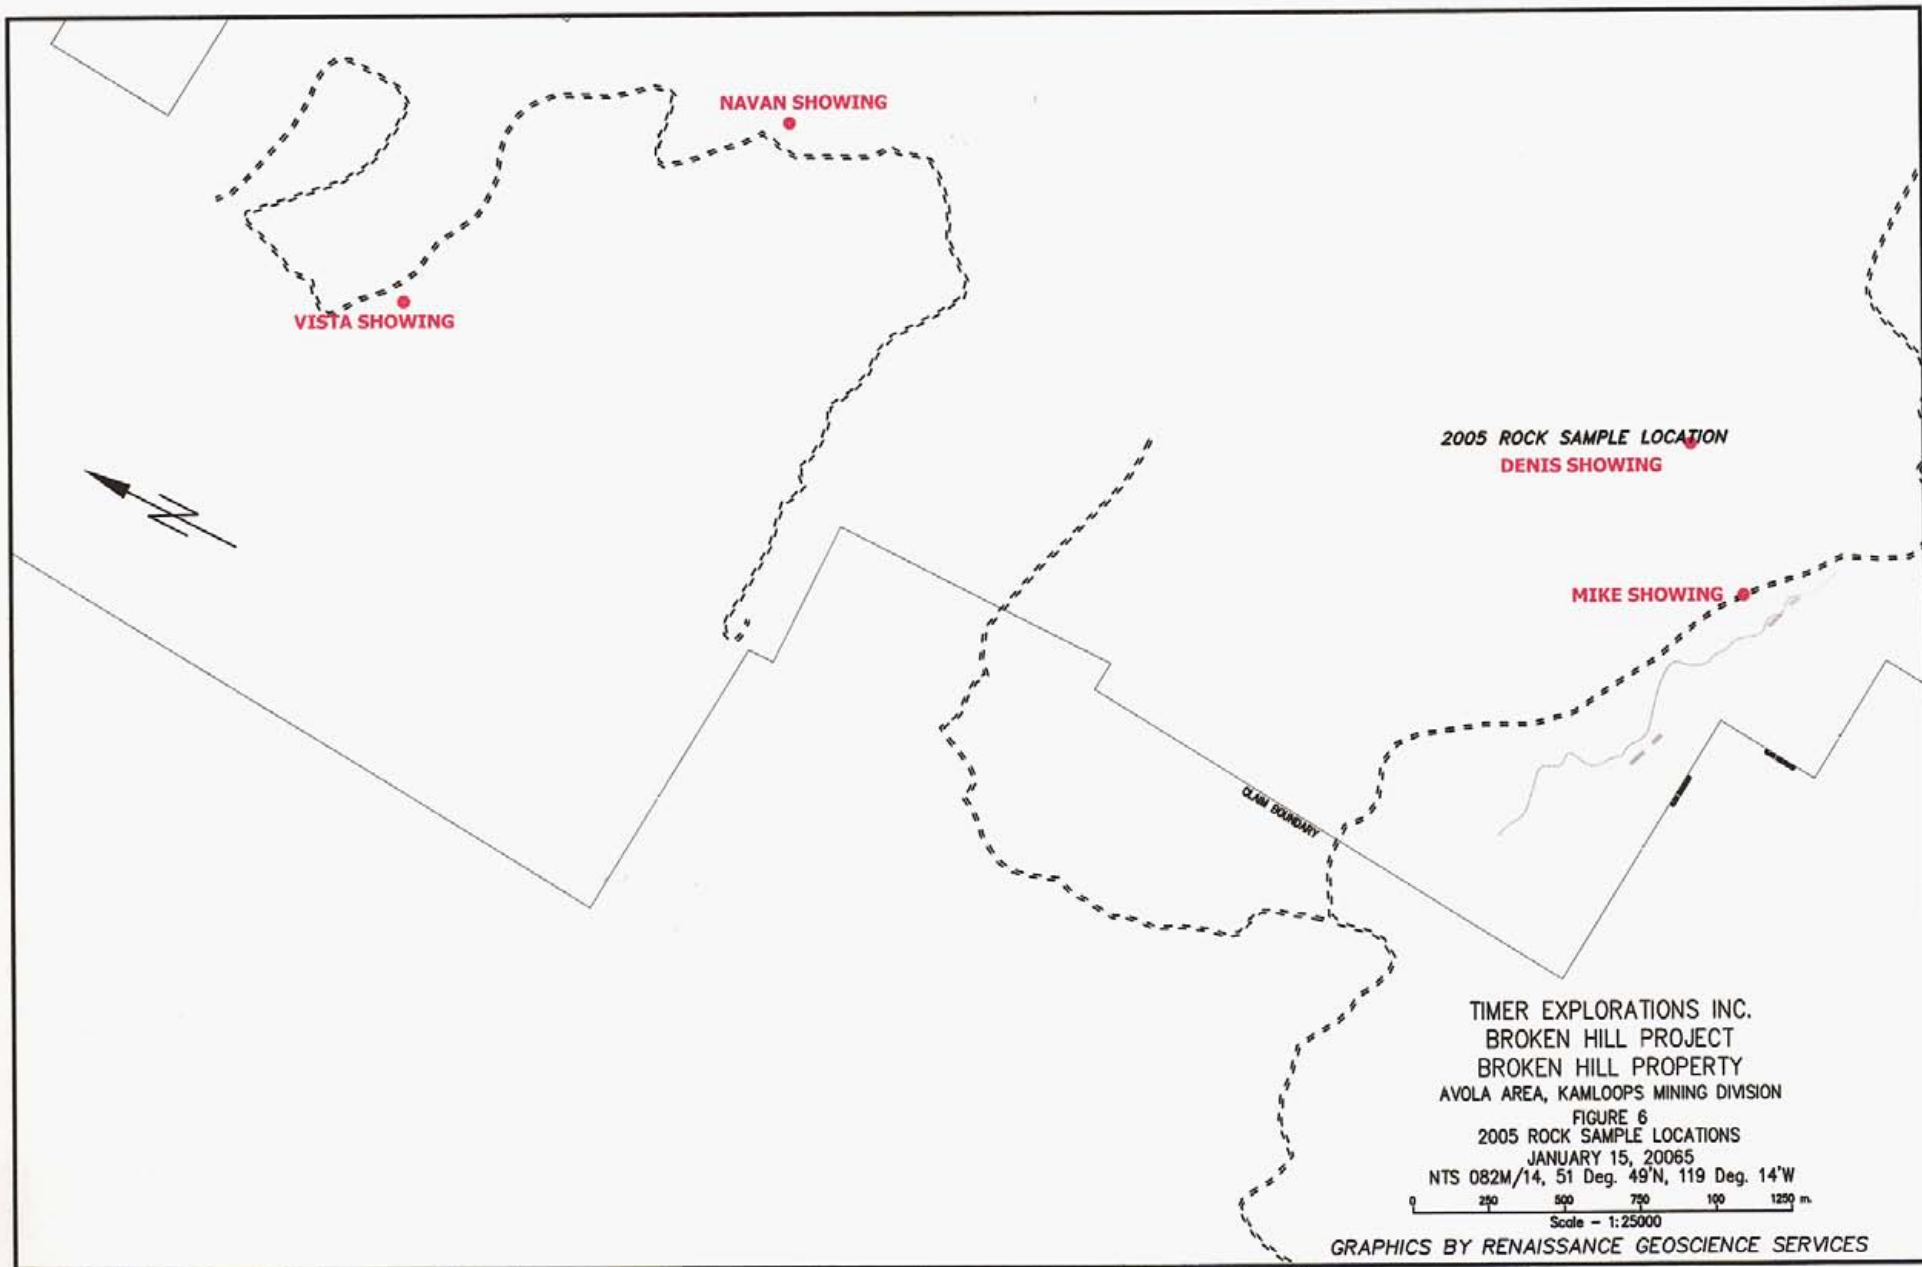 NAVAN SHOWING
VISTA SHOWING
2005 ROCK SAMPLE LOCATION
DENIS SHOWING
MIKE SHOWING
CLAIM BOUNDARY
TIMER EXPLORATIONS INC.
BROKEN HILL PROJECT
BROKEN HILL PROPERTY
AVOLA AREA, KAMLOOPS MINING DIVISION
FIGURE 6
2005 ROCK SAMPLE LOCATIONS
JANUARY 15, 20065
NTS 082M/14, 51 Deg. 49'N, 119 Deg. 14'W
0 250 500 750 100 1250 m.
Scale - 1:25000
GRAPHICS BY RENAISSANCE GEOSCIENCE SERVICES